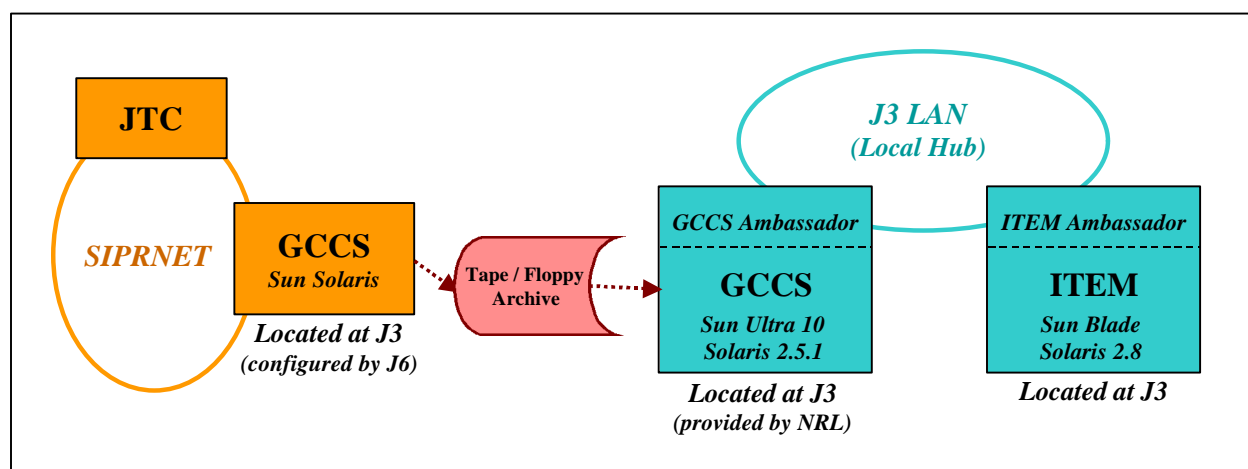 JTC
SIPRNET
GCCS
Sun Solaris
Located at J3
(configured by J6)
Tape / Floppy
Archive
J3 LAN
(Local Hub)
GCCS Ambassador
GCCS
Sun Ultra 10
Solaris 2.5.1
Located at J3
(provided by NRL)
ITEM Ambassador
ITEM
Sun Blade
Solaris 2.8
Located at J3